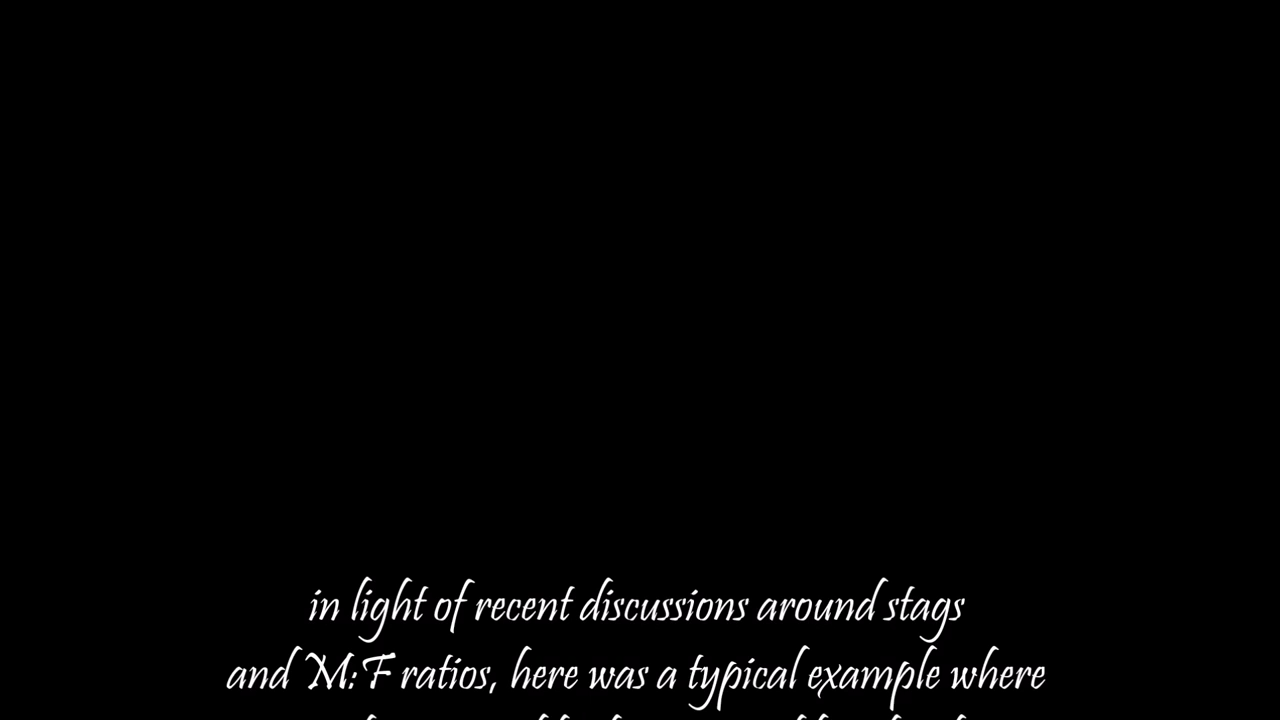 in light of recent discussions around stags
and M:F ratios, here was a typical example where